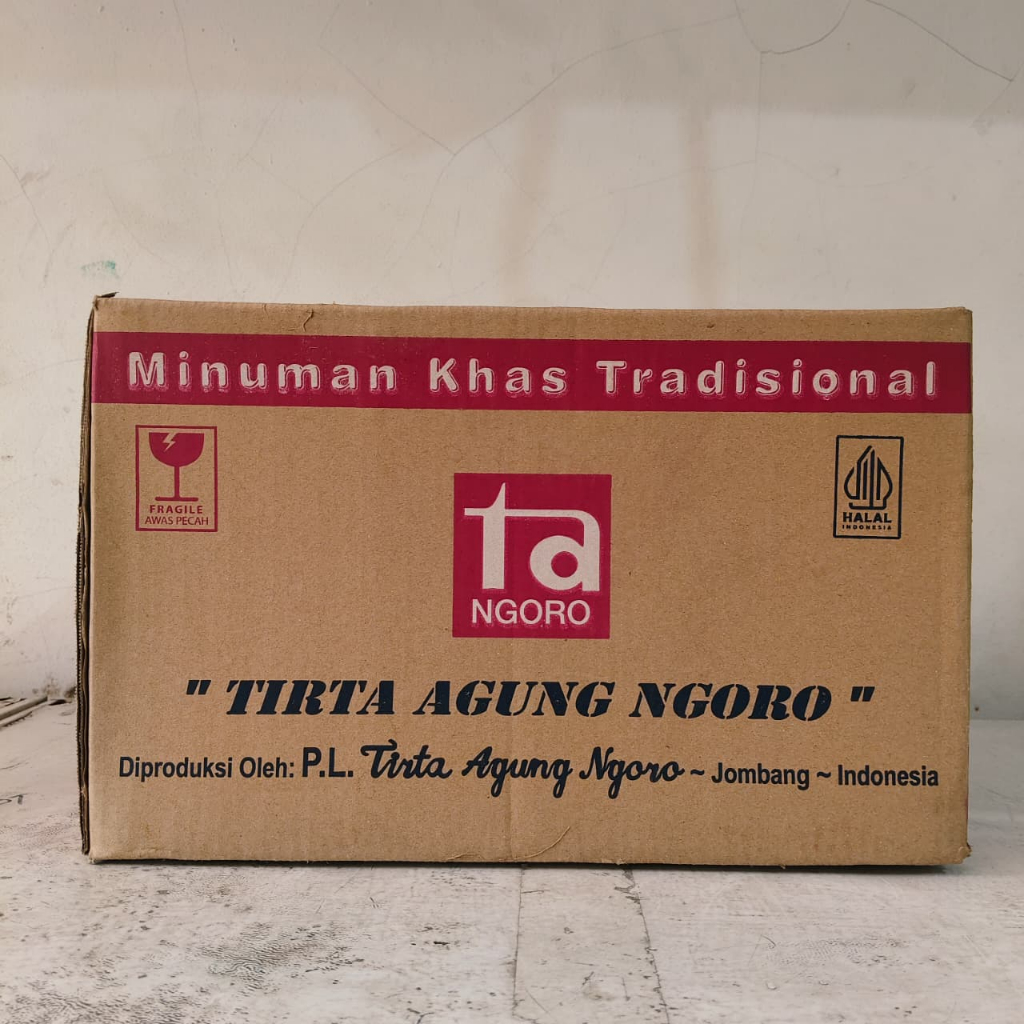 Minuman Khas Tradisional
FRAGILE
AWAS PECAH
HALAL
INDONESIA
ta
NGORO
" TIRTA AGUNG NGORO "
Diproduksi Oleh: P.L. Tirta Agung Ngoro ~ Jombang ~ Indonesia